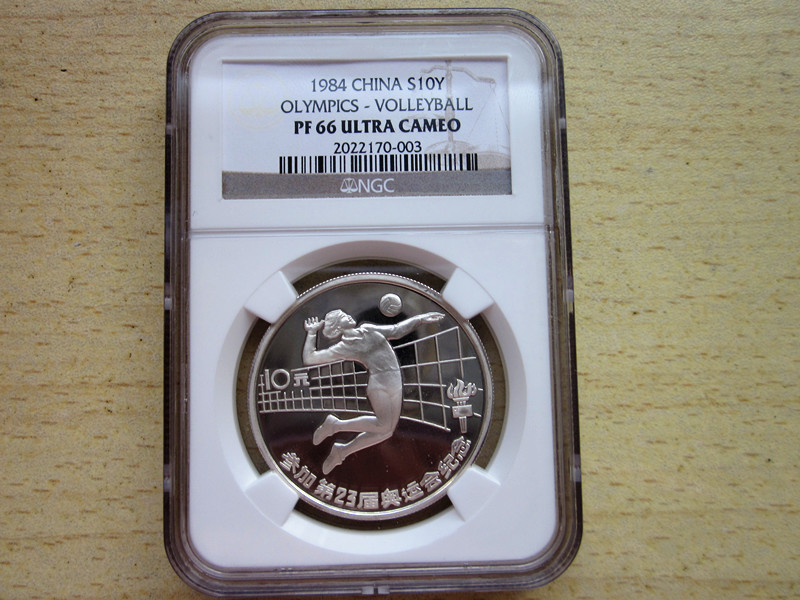 1984 CHINA S10Y
OLYMPICS - VOLLEYBALL
PF 66 ULTRA CAMEO
2022170-003
NGC
10元
参加第23届奥运会纪念